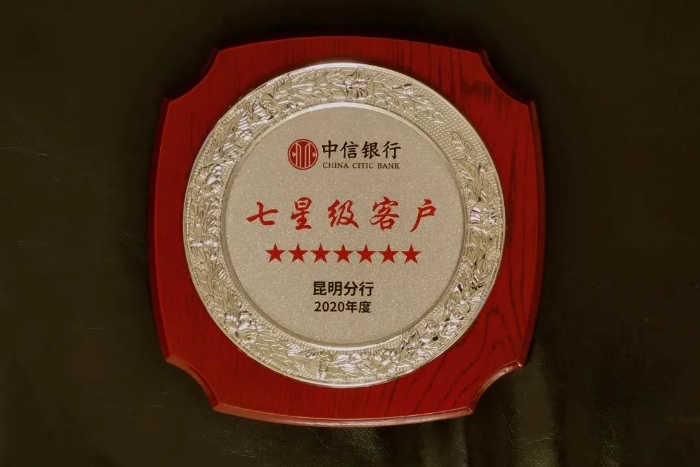 中信银行
CHINA CITIC BANK
七星级客户
★★★★★★★
昆明分行
2020年度